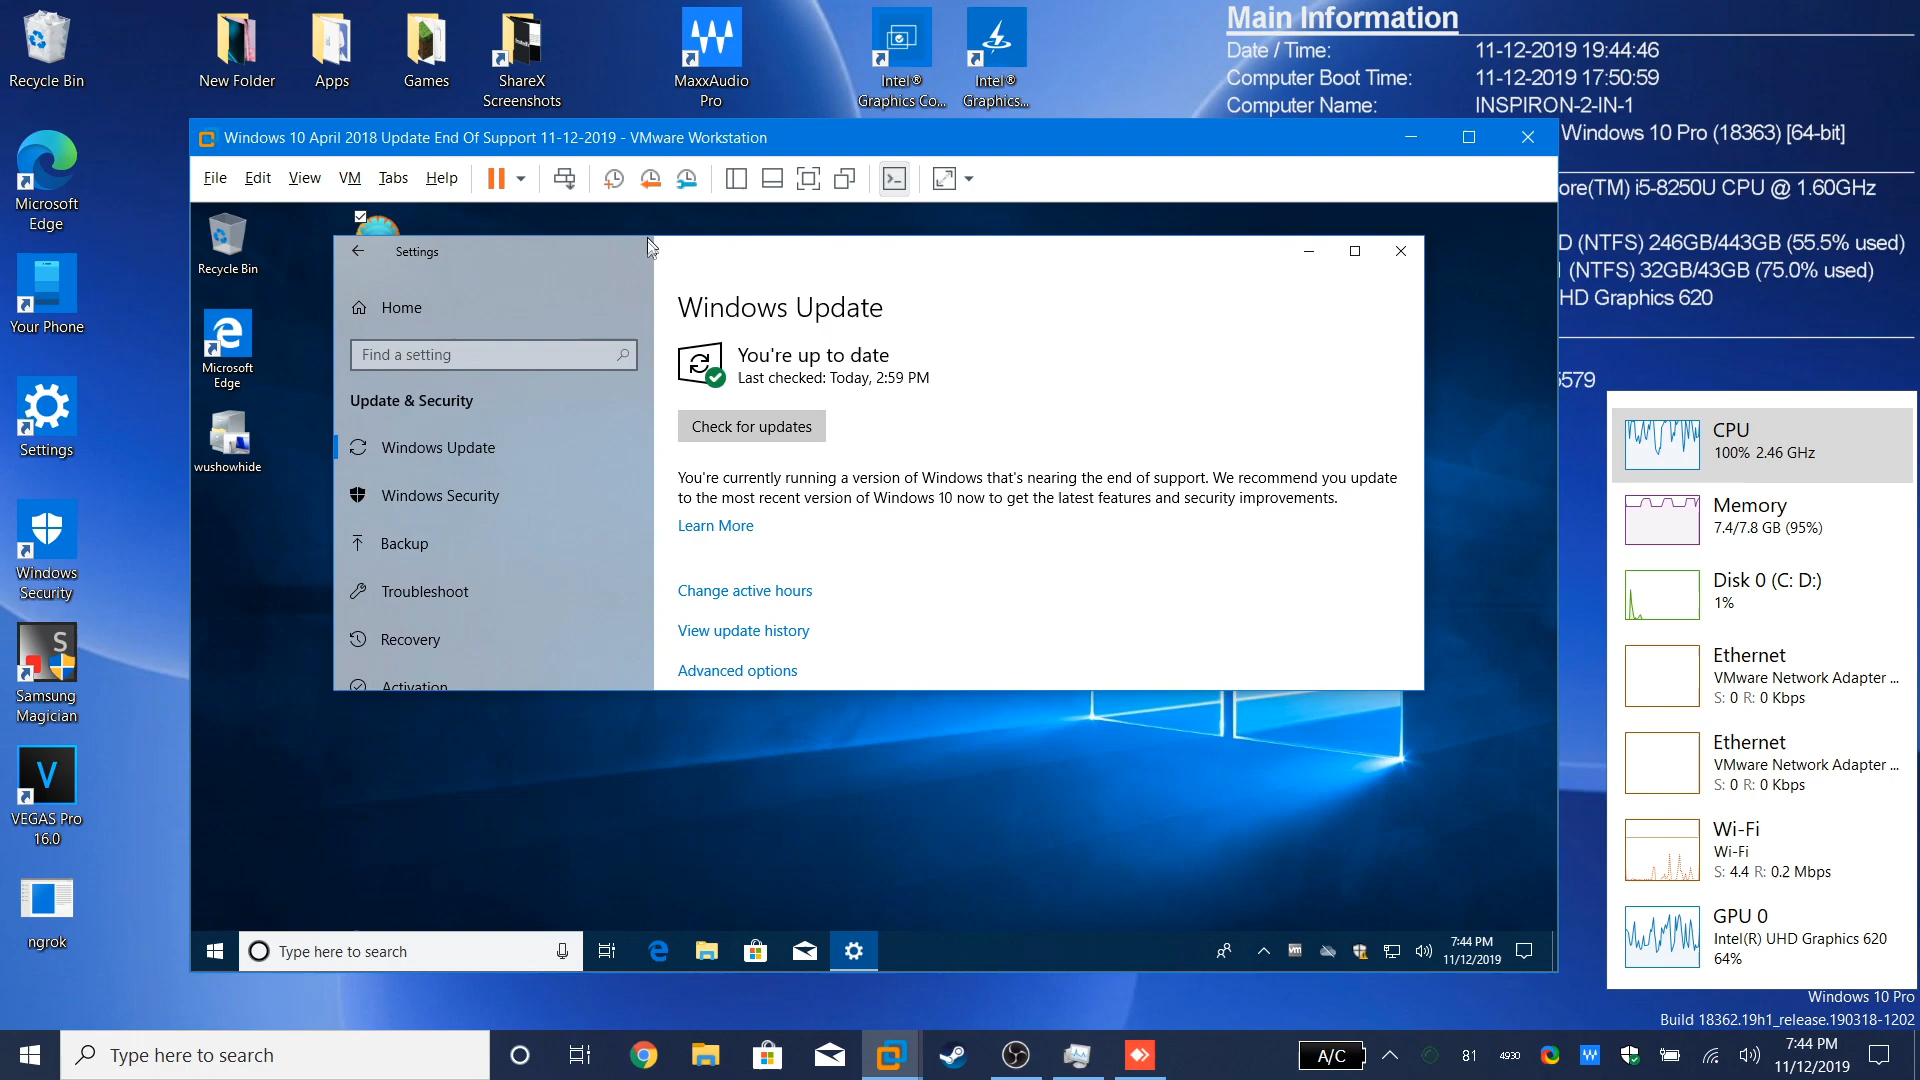 Recycle Bin
New Folder
Apps
Games
ShareX
Screenshots
MaxxAudio
Pro
Intel®
Graphics Co...
Intel®
Graphics...
Main Information
Date / Time: 11-12-2019 19:44:46
Computer Boot Time: 11-12-2019 17:50:59
Computer Name: INSPIRON-2-IN-1
Windows 10 Pro (18363) [64-bit]
ore(TM) i5-8250U CPU @ 1.60GHz
D (NTFS) 246GB/443GB (55.5% used)
(NTFS) 32GB/43GB (75.0% used)
HD Graphics 620
5579
Microsoft
Edge
Your Phone
Settings
Windows
Security
Samsung
Magician
VEGAS Pro
16.0
ngrok
Windows 10 April 2018 Update End Of Support 11-12-2019 - VMware Workstation
File Edit View VM Tabs Help
Recycle Bin
Microsoft
Edge
wushowhide
Settings
Home
Find a setting
Update & Security
Windows Update
Windows Security
Backup
Troubleshoot
Recovery
Activation
Windows Update
You're up to date
Last checked: Today, 2:59 PM
Check for updates
You're currently running a version of Windows that's nearing the end of support. We recommend you update
to the most recent version of Windows 10 now to get the latest features and security improvements.
Learn More
Change active hours
View update history
Advanced options
Type here to search
7:44 PM
11/12/2019
CPU
100% 2.46 GHz
Memory
7.4/7.8 GB (95%)
Disk 0 (C: D:)
1%
Ethernet
VMware Network Adapter ...
S: 0 R: 0 Kbps
Ethernet
VMware Network Adapter ...
S: 0 R: 0 Kbps
Wi-Fi
Wi-Fi
S: 4.4 R: 0.2 Mbps
GPU 0
Intel(R) UHD Graphics 620
64%
Windows 10 Pro
Build 18362.19h1_release.190318-1202
Type here to search
A/C
81
4930
7:44 PM
11/12/2019